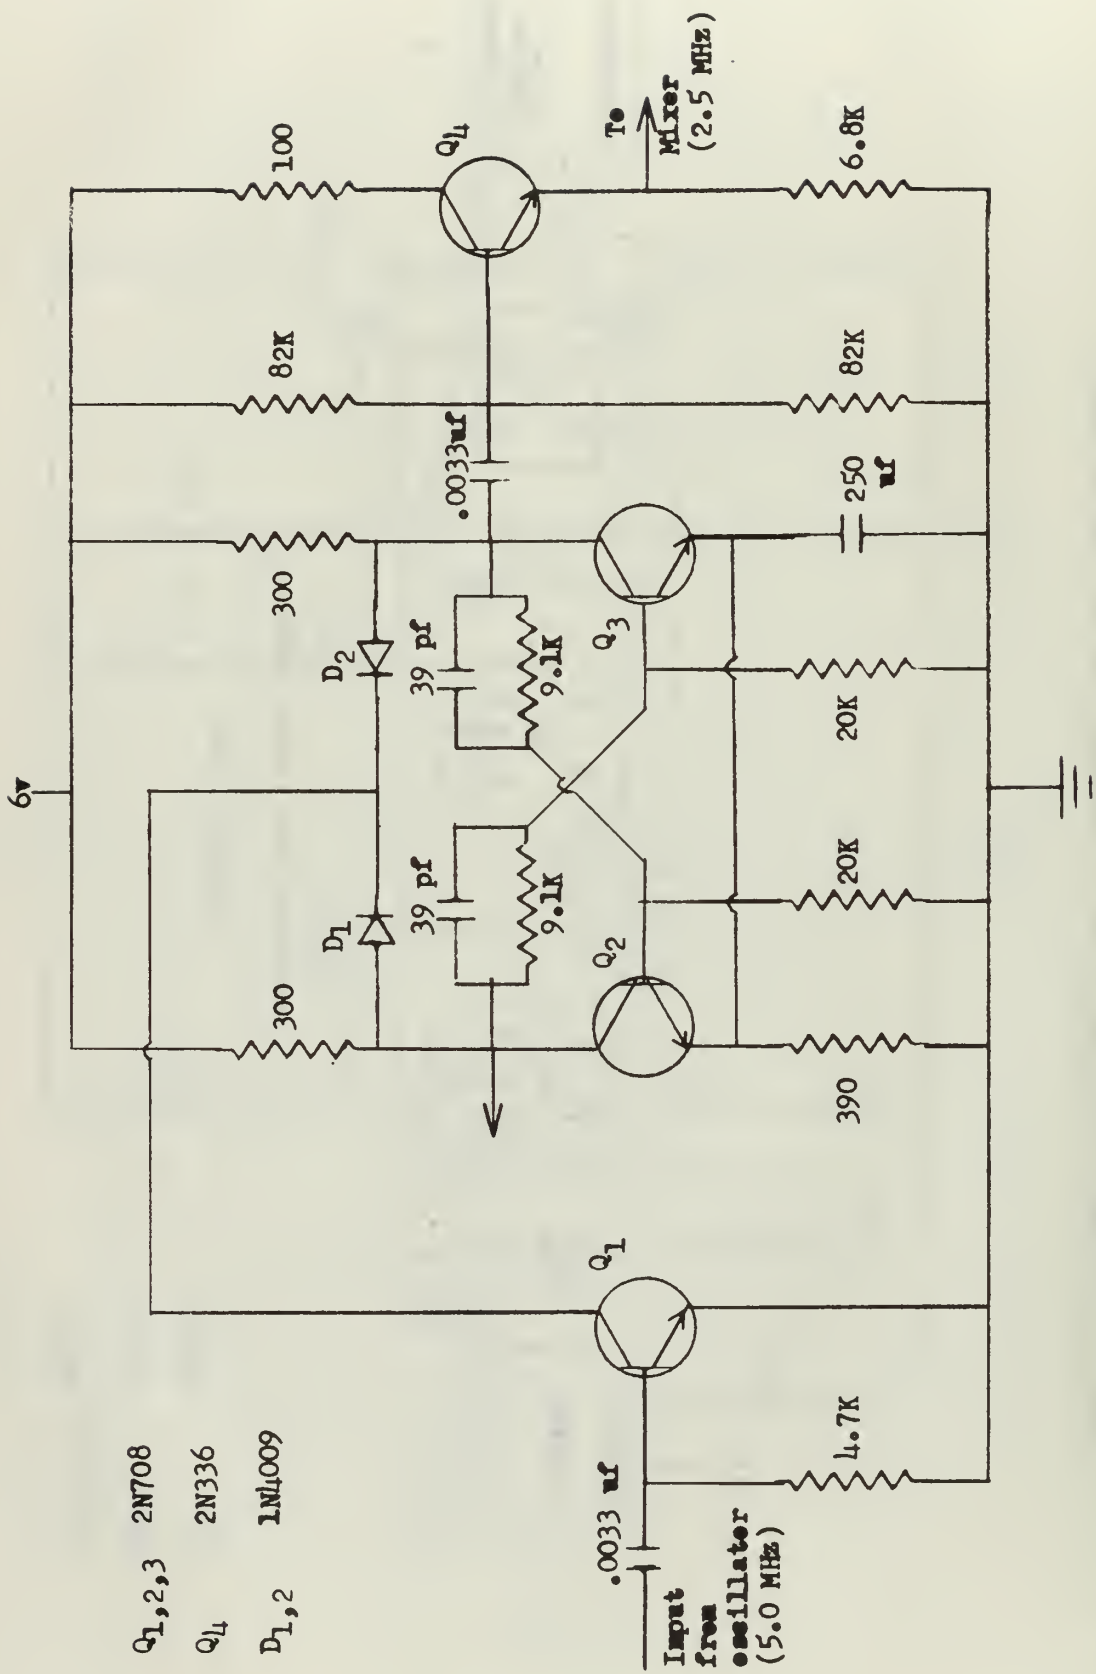 6v
Q1,2,3 2N708
Q4 2N336
D1,2 1N4009
300
D1
D2
300
82K
100
39 pf
9.1K
39 pf
9.1K
.0033uf
Q4
Q1
Q2
Q3
To
Mixer
(2.5 MHz)
.0033 uf
Input
from
oscillator
(5.0 MHz)
4.7K
390
20K
20K
250
uf
82K
6.8K